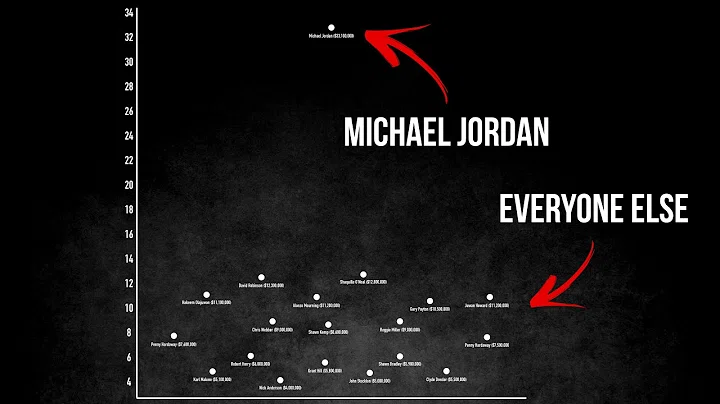 34
32
30
28
26
24
22
20
18
16
14
12
10
8
6
4
Michael Jordan ($33,100,000)
MICHAEL JORDAN
EVERYONE ELSE
David Robinson ($12,300,000)
Shaquille O'Neal ($12,800,000)
Hakeem Olajuwon ($11,100,000)
Alonzo Mourning ($11,200,000)
Gary Payton ($10,500,000)
Juwan Howard ($11,200,000)
Chris Webber ($9,000,000)
Shawn Kemp ($8,600,000)
Reggie Miller ($9,000,000)
Penny Hardaway ($7,600,000)
Penny Hardaway ($7,500,000
Robert Horry ($6,000,000)
Grant Hill ($5,500,000)
Shawn Bradley ($5,900,000)
Karl Malone ($5,100,000)
Nick Anderson ($4,000,000)
John Stockton ($5,000,000)
Clyde Drexler ($5,500,000)